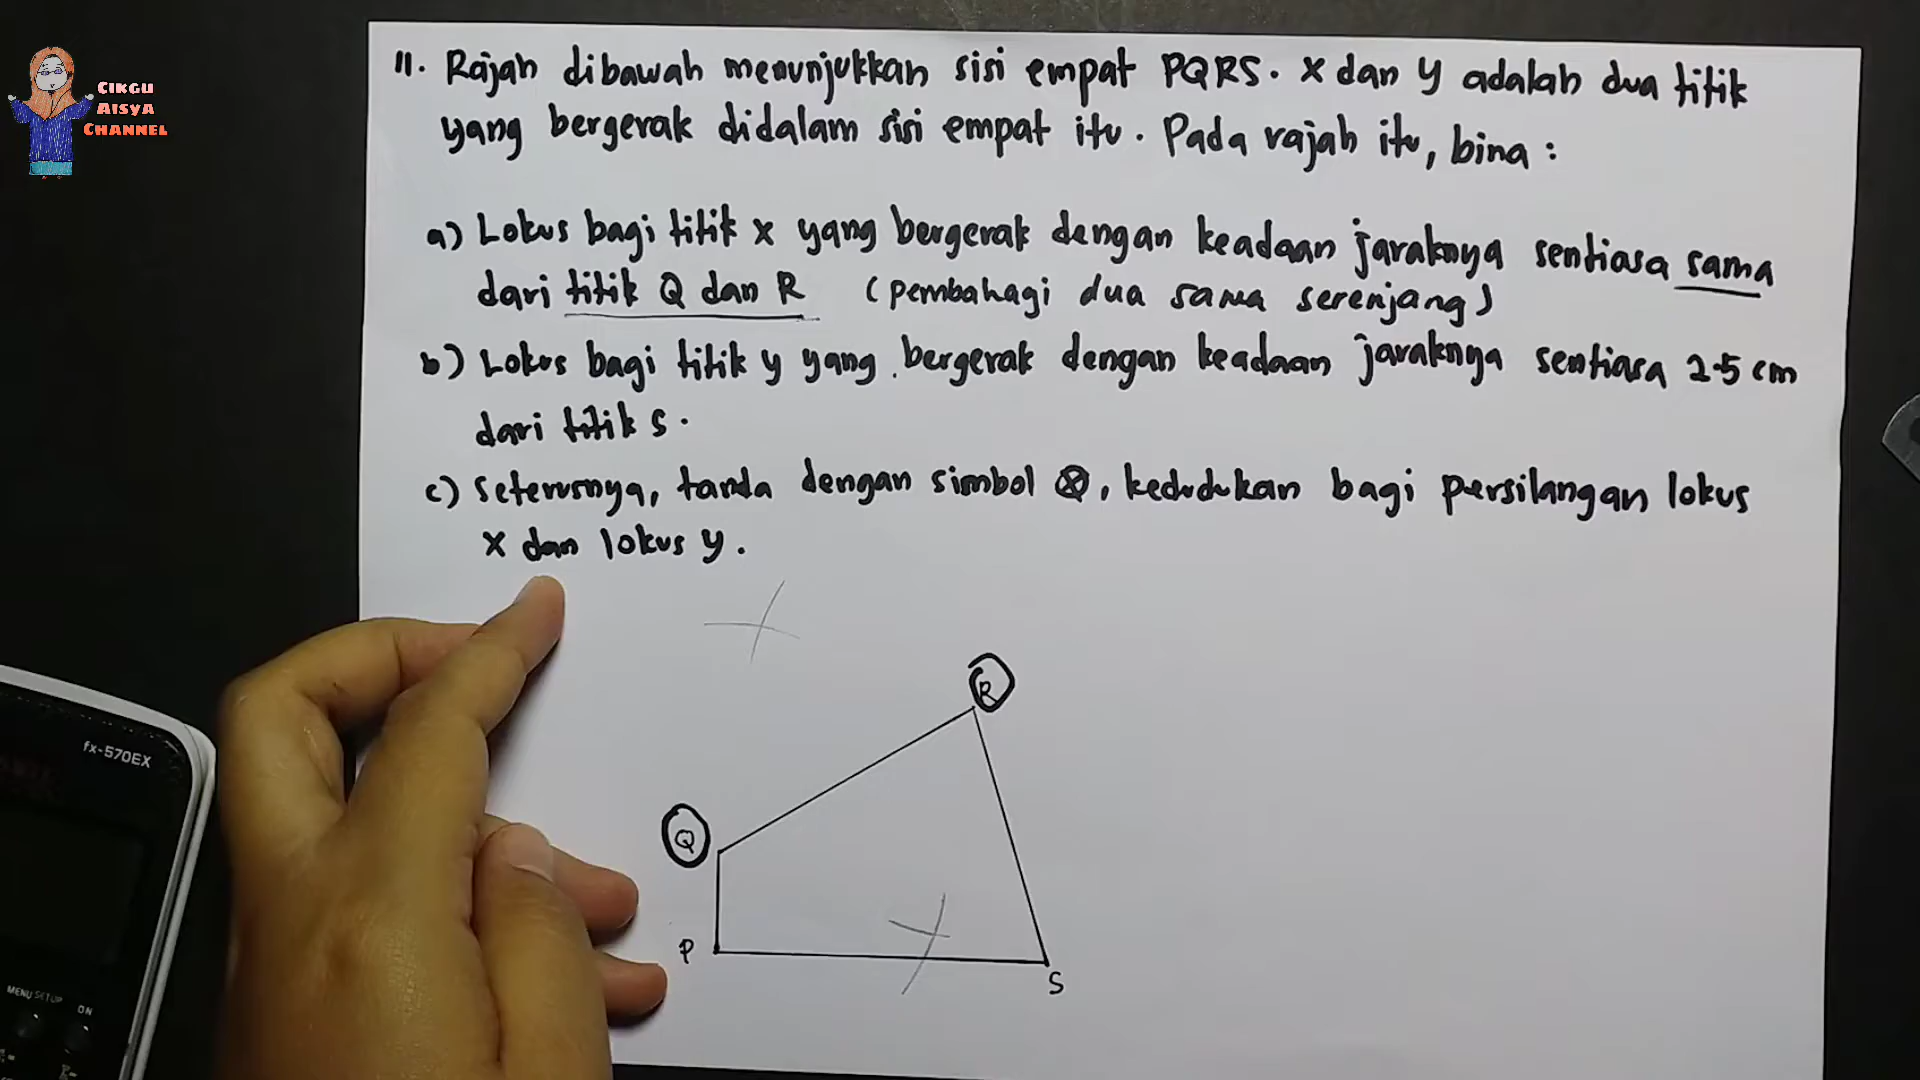 CIKGU
AISYA
CHANNEL
11. Rajah dibawah menunjukkan sisi empat PQRS. X dan Y adalah dua titik
yang bergerak didalam sisi empat itu. Pada rajah itu, bina :
a) Lokus bagi titik X yang bergerak dengan keadaan jaraknya sentiasa sama
dari titik Q dan R (pembahagi dua sama serenjang)
b) Lokus bagi titik y yang bergerak dengan keadaan jaraknya sentiasa 2.5 cm
dari titik S.
c) Seterusnya, tanda dengan simbol ⊗, kedudukan bagi persilangan lokus
X dan lokus y.
R
Q
P
S
fx-570EX
MENU SETUP
ON